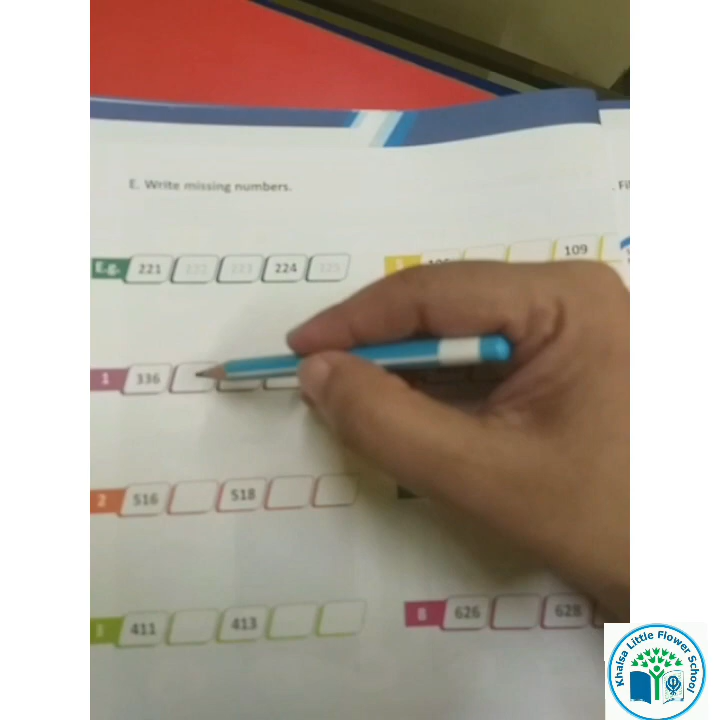 E. Write missing numbers.
E.g. 221 222 223 224 225 109
1 336
2 516 518
3 411 413 8 626 628
Khalsa Little Flower School